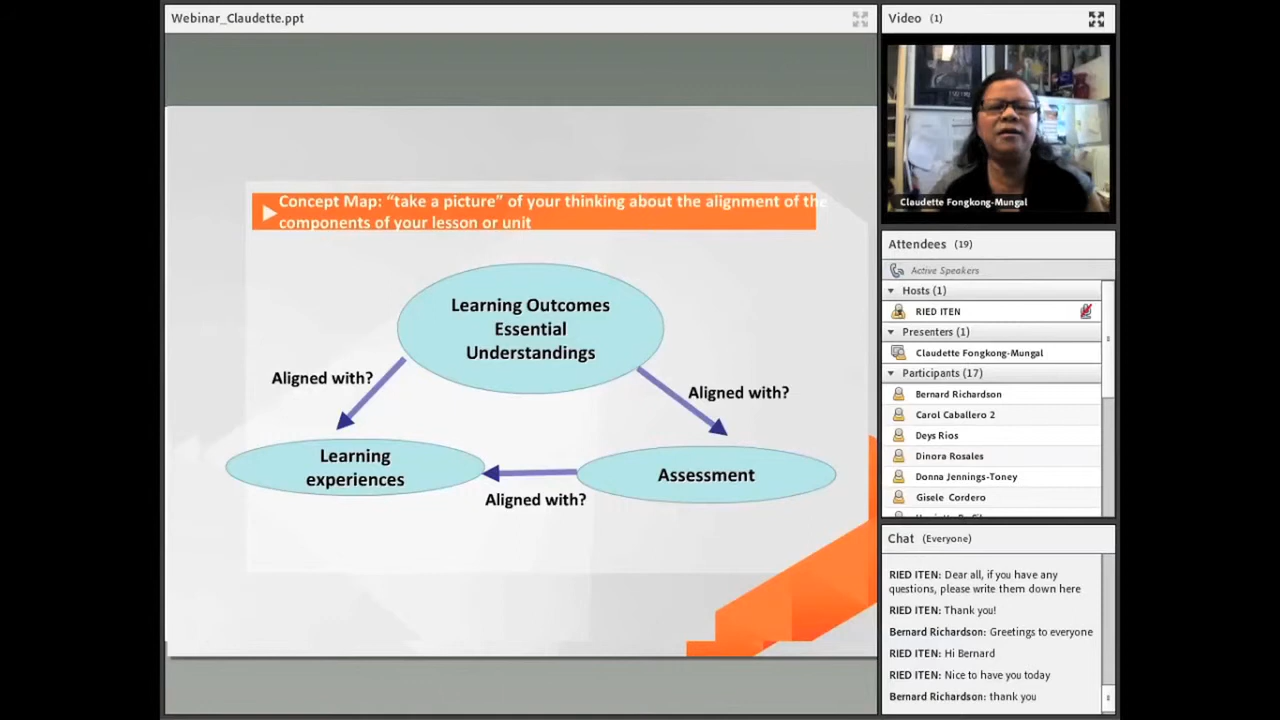 Webinar_Claudette.ppt
Concept Map: “take a picture” of your thinking about the alignment of the
components of your lesson or unit
Learning Outcomes
Essential
Understandings
Aligned with?
Aligned with?
Learning
experiences
Assessment
Aligned with?
Video (1)
Claudette Fongkong-Mungal
Attendees (19)
Active Speakers
Hosts (1)
RIED ITEN
Presenters (1)
Claudette Fongkong-Mungal
Participants (17)
Bernard Richardson
Carol Caballero 2
Deys Rios
Dinora Rosales
Donna Jennings-Toney
Gisele Cordero
Chat (Everyone)
RIED ITEN: Dear all, if you have any
questions, please write them down here
RIED ITEN: Thank you!
Bernard Richardson: Greetings to everyone
RIED ITEN: Hi Bernard
RIED ITEN: Nice to have you today
Bernard Richardson: thank you